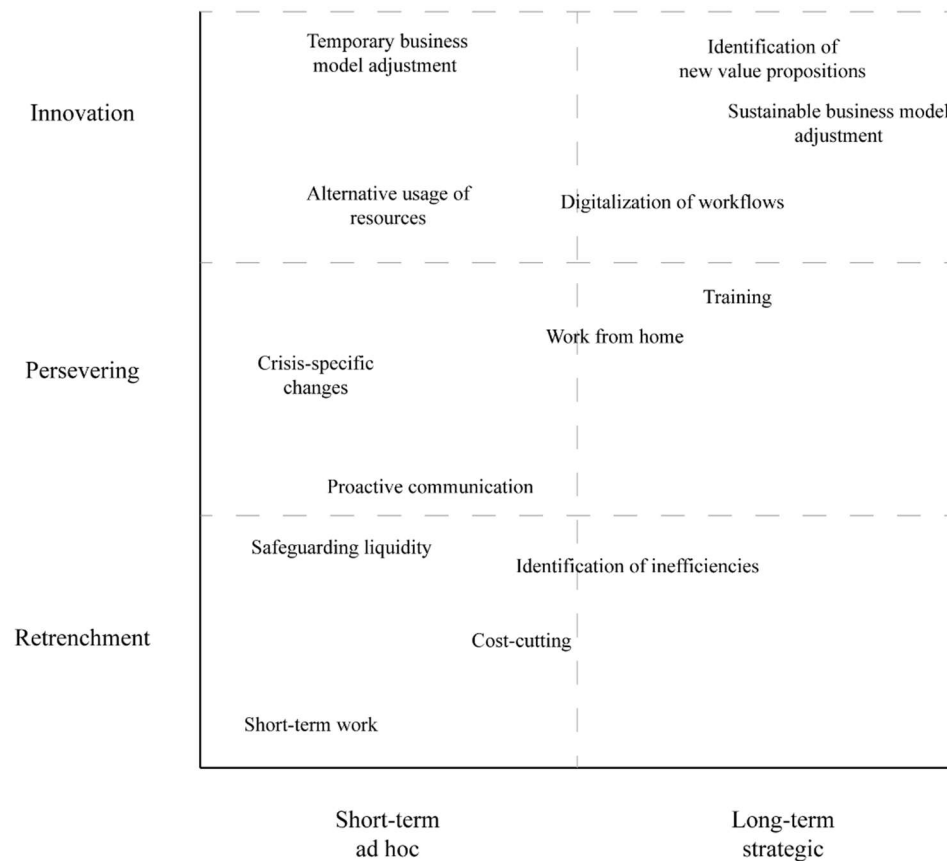 Temporary business
model adjustment
Identification of
new value propositions
Innovation
Sustainable business model
adjustment
Alternative usage of
resources
Digitalization of workflows
Training
Work from home
Persevering
Crisis-specific
changes
Proactive communication
Safeguarding liquidity
Identification of inefficiencies
Retrenchment
Cost-cutting
Short-term work
Short-term
ad hoc
Long-term
strategic